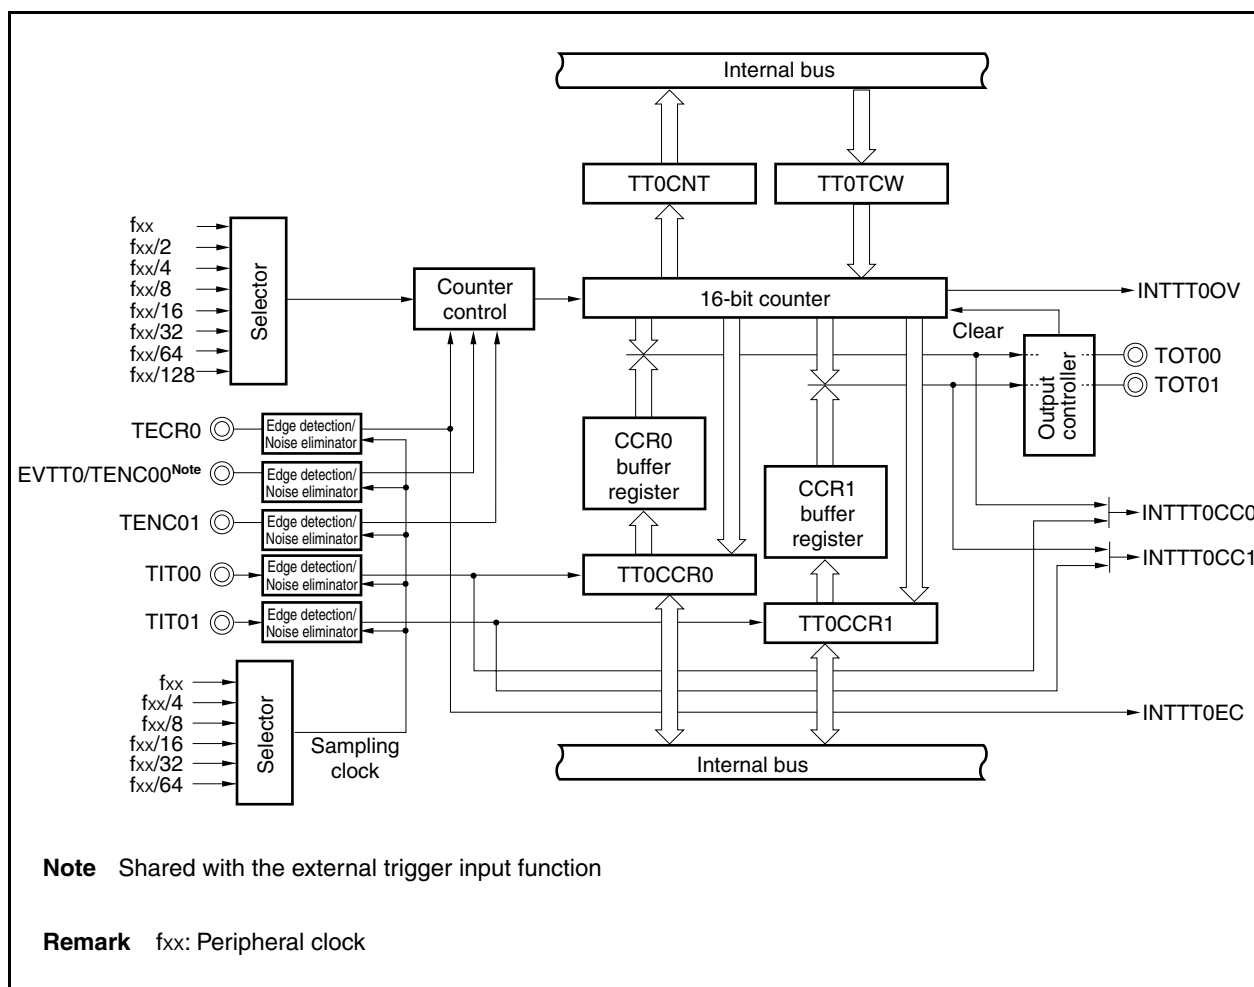 Internal bus
TT0CNT
TT0TCW
fxx
fxx/2
fxx/4
fxx/8
fxx/16
fxx/32
fxx/64
fxx/128
Selector
Counter
control
16-bit counter
INTTT0OV
Clear
TOT00
TOT01
Output
controller
TECR0
Edge detection/
Noise eliminator
EVTT0/TENC00Note
Edge detection/
Noise eliminator
TENC01
Edge detection/
Noise eliminator
TIT00
Edge detection/
Noise eliminator
TIT01
Edge detection/
Noise eliminator
CCR0
buffer
register
CCR1
buffer
register
INTTT0CC0
INTTT0CC1
TT0CCR0
TT0CCR1
fxx
fxx/4
fxx/8
fxx/16
fxx/32
fxx/64
Selector
Sampling
clock
INTTT0EC
Internal bus
Note Shared with the external trigger input function
Remark fxx: Peripheral clock